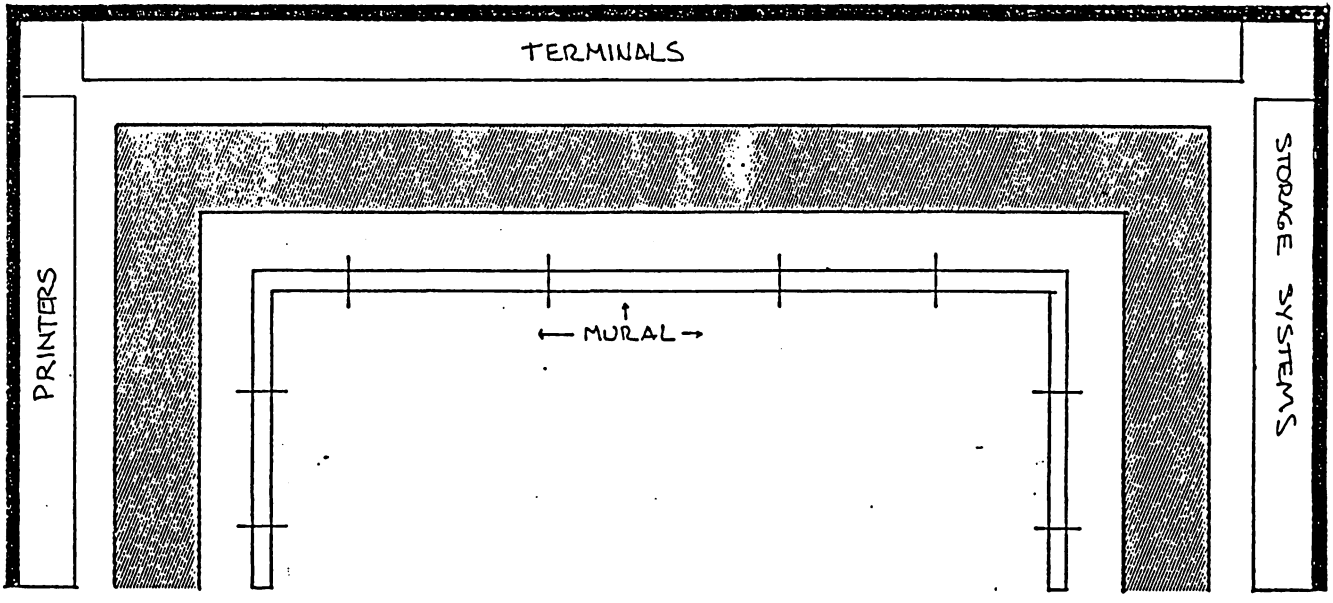 TERMINALS
PRINTERS
STORAGE SYSTEMS
← MURAL →